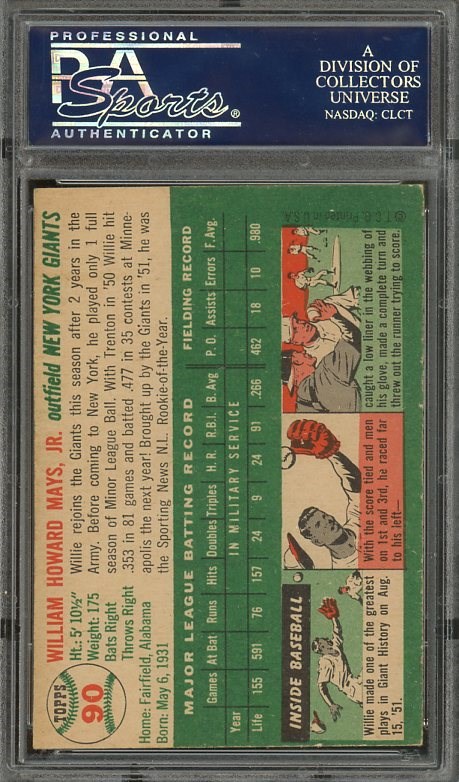 PROFESSIONAL
PSA
Sports®
AUTHENTICATOR
A
DIVISION OF
COLLECTORS
UNIVERSE
NASDAQ: CLCT
TOPPS
90
WILLIAM HOWARD MAYS, JR. outfield NEW YORK GIANTS
Ht.: 5' 10½"
Weight: 175
Bats Right
Throws Right
Home: Fairfield, Alabama
Born: May 6, 1931
Willie rejoins the Giants this season after 2 years in the
Army. Before coming to New York, he played only 1 full
season of Minor League Ball. With Trenton in '50 Willie hit
.353 in 81 games and batted .477 in 35 contests at Minne-
apolis the next year! Brought up by the Giants in '51, he was
the Sporting News N.L. Rookie-of-the-Year.
MAJOR LEAGUE BATTING RECORD FIELDING RECORD
Games At Bat Runs Hits Doubles Triples H.R. R.B.I. B. Avg. P.O. Assists Errors F. Avg.
Year IN MILITARY SERVICE
Life 155 591 76 157 24 9 24 91 .266 462 18 10 .980
INSIDE BASEBALL
Willie made one of the greatest
plays in Giant History on Aug.
15, '51.
With the score tied and men
on 1st and 3rd, he raced far
to his left—
caught a low liner in the webbing of
his glove, made a complete turn and
threw out the runner trying to score.
© T.C.G. Printed in U.S.A.